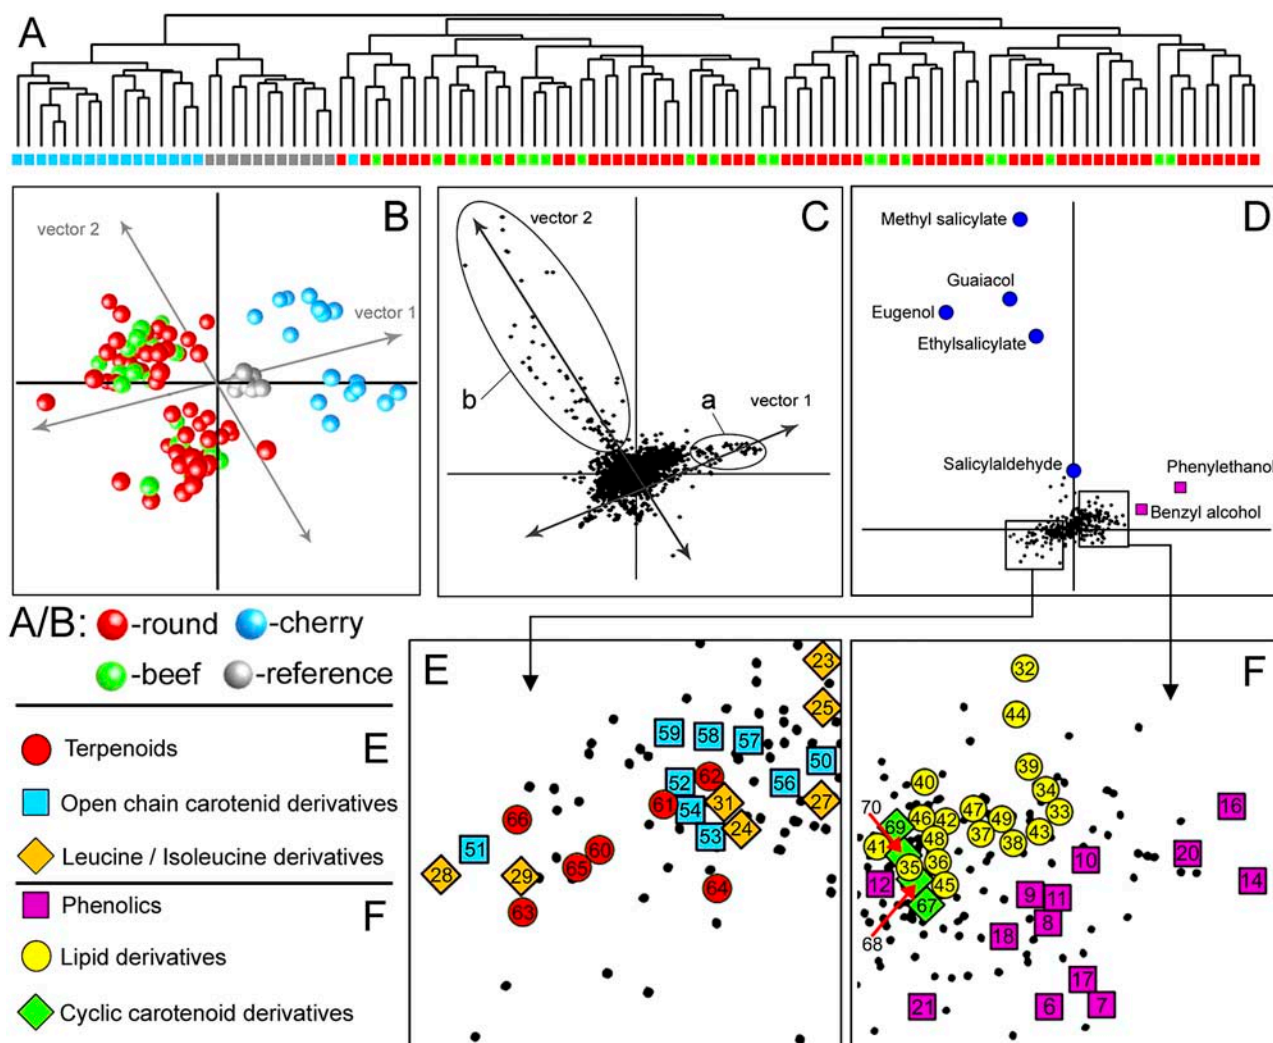 A
B
vector 2
vector 1
C
vector 2
b
a
vector 1
D
Methyl salicylate
Guaiacol
Eugenol
Ethylsalicylate
Salicylaldehyde
Phenylethanol
Benzyl alcohol
A/B:
-round
-cherry
-beef
-reference
E
Terpenoids
Open chain carotenid derivatives
Leucine / Isoleucine derivatives
F
Phenolics
Lipid derivatives
Cyclic carotenoid derivatives
E
23
25
59
58
57
50
52
62
56
61
54
31
27
66
53
24
51
60
65
28
29
64
63
F
32
44
39
40
34
16
70
47
33
46
42
49
69
37
43
48
38
41
10
20
35
36
12
45
14
9
11
67
8
18
68
17
21
6
7